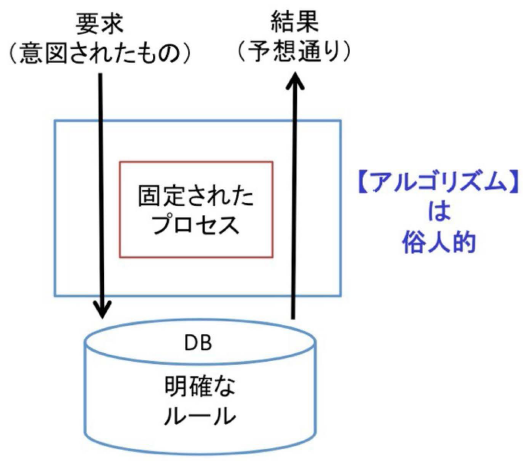 要求
（意図されたもの）
結果
（予想通り）
固定された
プロセス
【アルゴリズム】
は
俗人的
DB
明確な
ルール